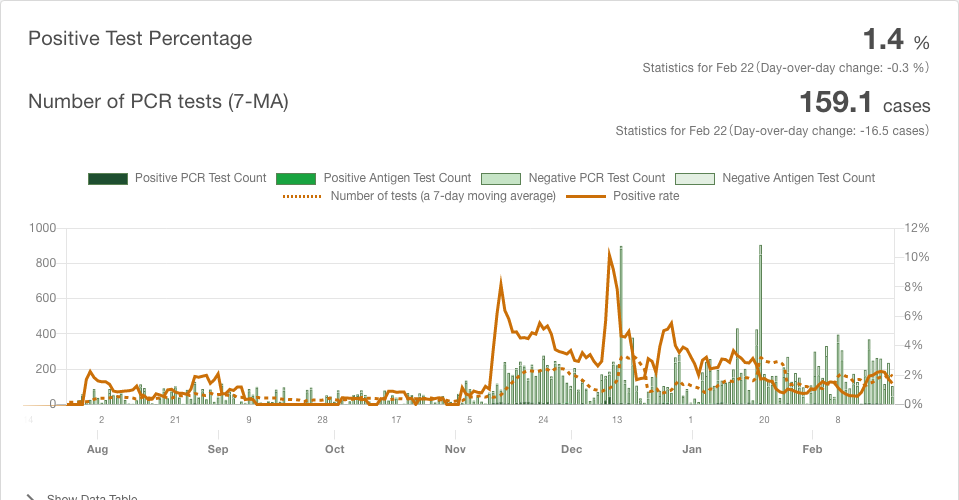 Positive Test Percentage
1.4 %
Statistics for Feb 22 (Day-over-day change: -0.3 %)
Number of PCR tests (7-MA)
159.1 cases
Statistics for Feb 22 (Day-over-day change: -16.5 cases)
Positive PCR Test Count Positive Antigen Test Count Negative PCR Test Count Negative Antigen Test Count
Number of tests (a 7-day moving average) Positive rate
1000 12%
10%
800
8%
600
6%
400
4%
200
2%
0 0%
2 21 9 28 17 5 24 13 1 20 8
Aug Sep Oct Nov Dec Jan Feb
Show Data Table